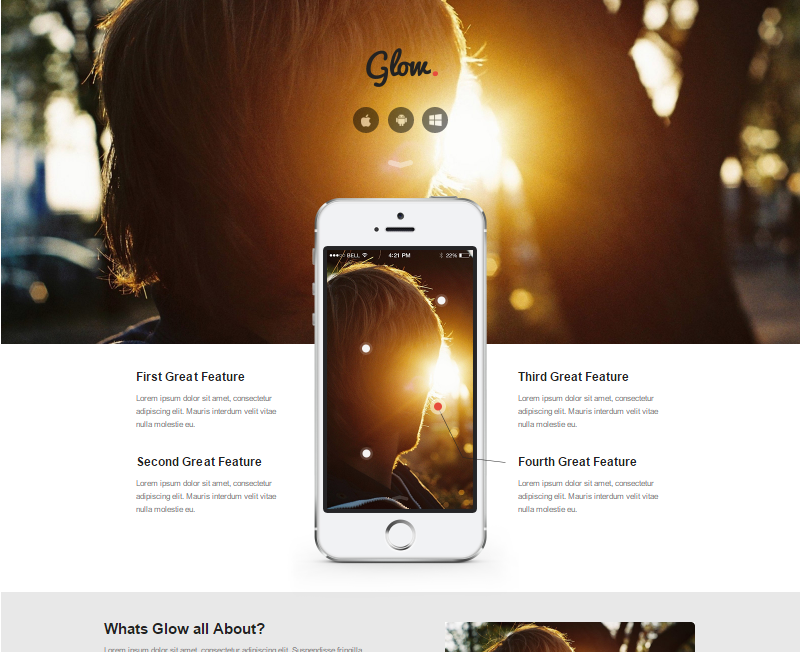 Glow.
BELL 4:21 PM 22%
First Great Feature
Lorem ipsum dolor sit amet, consectetur
adipiscing elit. Mauris interdum velit vitae
nulla molestie eu.
Second Great Feature
Lorem ipsum dolor sit amet, consectetur
adipiscing elit. Mauris interdum velit vitae
nulla molestie eu.
Third Great Feature
Lorem ipsum dolor sit amet, consectetur
adipiscing elit. Mauris interdum velit vitae
nulla molestie eu.
Fourth Great Feature
Lorem ipsum dolor sit amet, consectetur
adipiscing elit. Mauris interdum velit vitae
nulla molestie eu.
Whats Glow all About?
Lorem ipsum dolor sit amet, consectetur adipiscing elit. Suspendisse fringilla